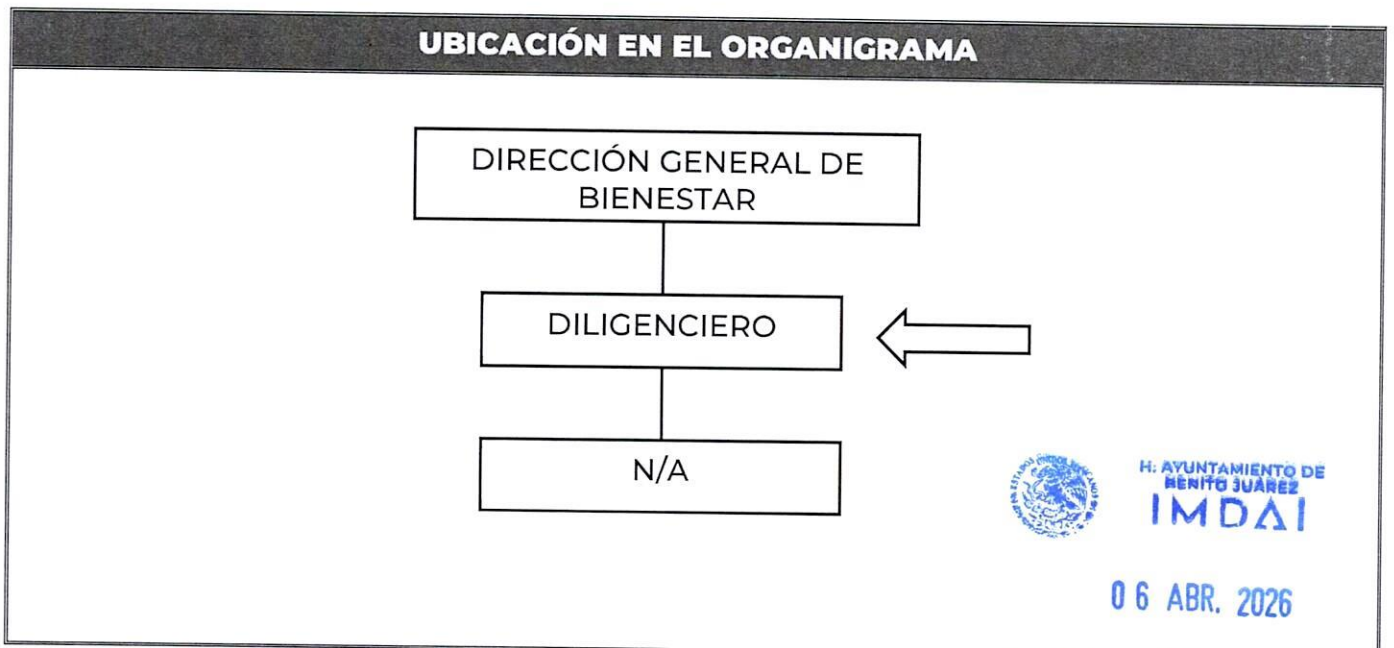 UBICACIÓN EN EL ORGANIGRAMA
DIRECCIÓN GENERAL DE
BIENESTAR
DILIGENCIERO
N/A
H. AYUNTAMIENTO DE
BENITO JUÁREZ
IMDAI
06 ABR. 2026